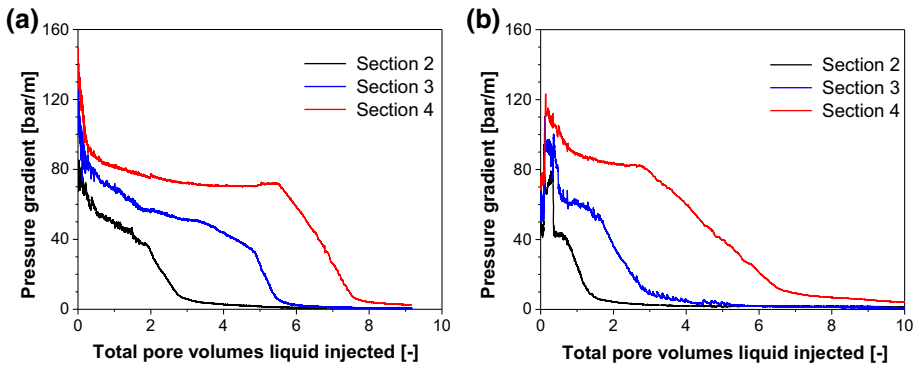 (a)
160
120
80
40
0
Pressure gradient [bar/m]
Section 2
Section 3
Section 4
0 2 4 6 8 10
Total pore volumes liquid injected [-]
(b)
160
120
80
40
0
Pressure gradient [bar/m]
Section 2
Section 3
Section 4
0 2 4 6 8 10
Total pore volumes liquid injected [-]